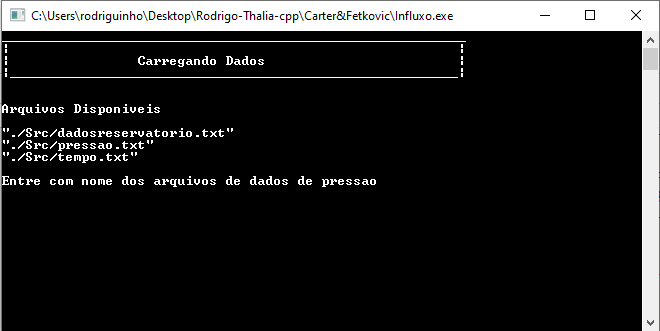 C:\Users\rodriguinho\Desktop\Rodrigo-Thalia-cpp\Carter&Fetkovic\Influxo.exe
Carregando Dados
Arquivos Disponiveis
"./Src/dadosreservatorio.txt"
"./Src/pressao.txt"
"./Src/tempo.txt"
Entre com nome dos arquivos de dados de pressao